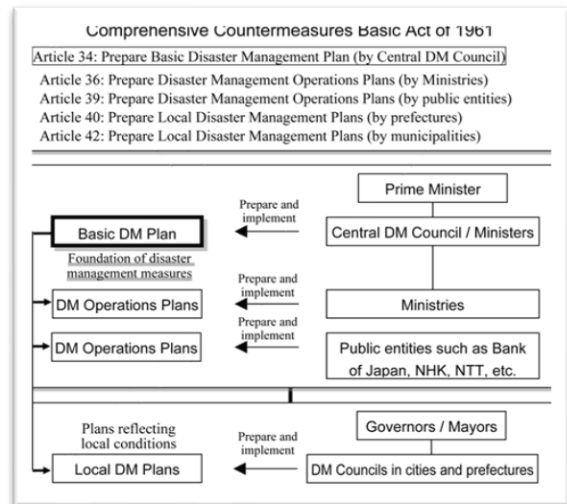 Comprehensive Countermeasures Basic Act of 1961
Article 34: Prepare Basic Disaster Management Plan (by Central DM Council)
Article 36: Prepare Disaster Management Operations Plans (by Ministries)
Article 39: Prepare Disaster Management Operations Plans (by public entities)
Article 40: Prepare Local Disaster Management Plans (by prefectures)
Article 42: Prepare Local Disaster Management Plans (by municipalities)
Prime Minister
Prepare and
implement
Basic DM Plan
Central DM Council / Ministers
Foundation of disaster
management measures
Prepare and
implement
DM Operations Plans
Ministries
Prepare and
implement
DM Operations Plans
Public entities such as Bank
of Japan, NHK, NTT, etc.
Plans reflecting
local conditions
Governors / Mayors
Prepare and
implement
Local DM Plans
DM Councils in cities and prefectures